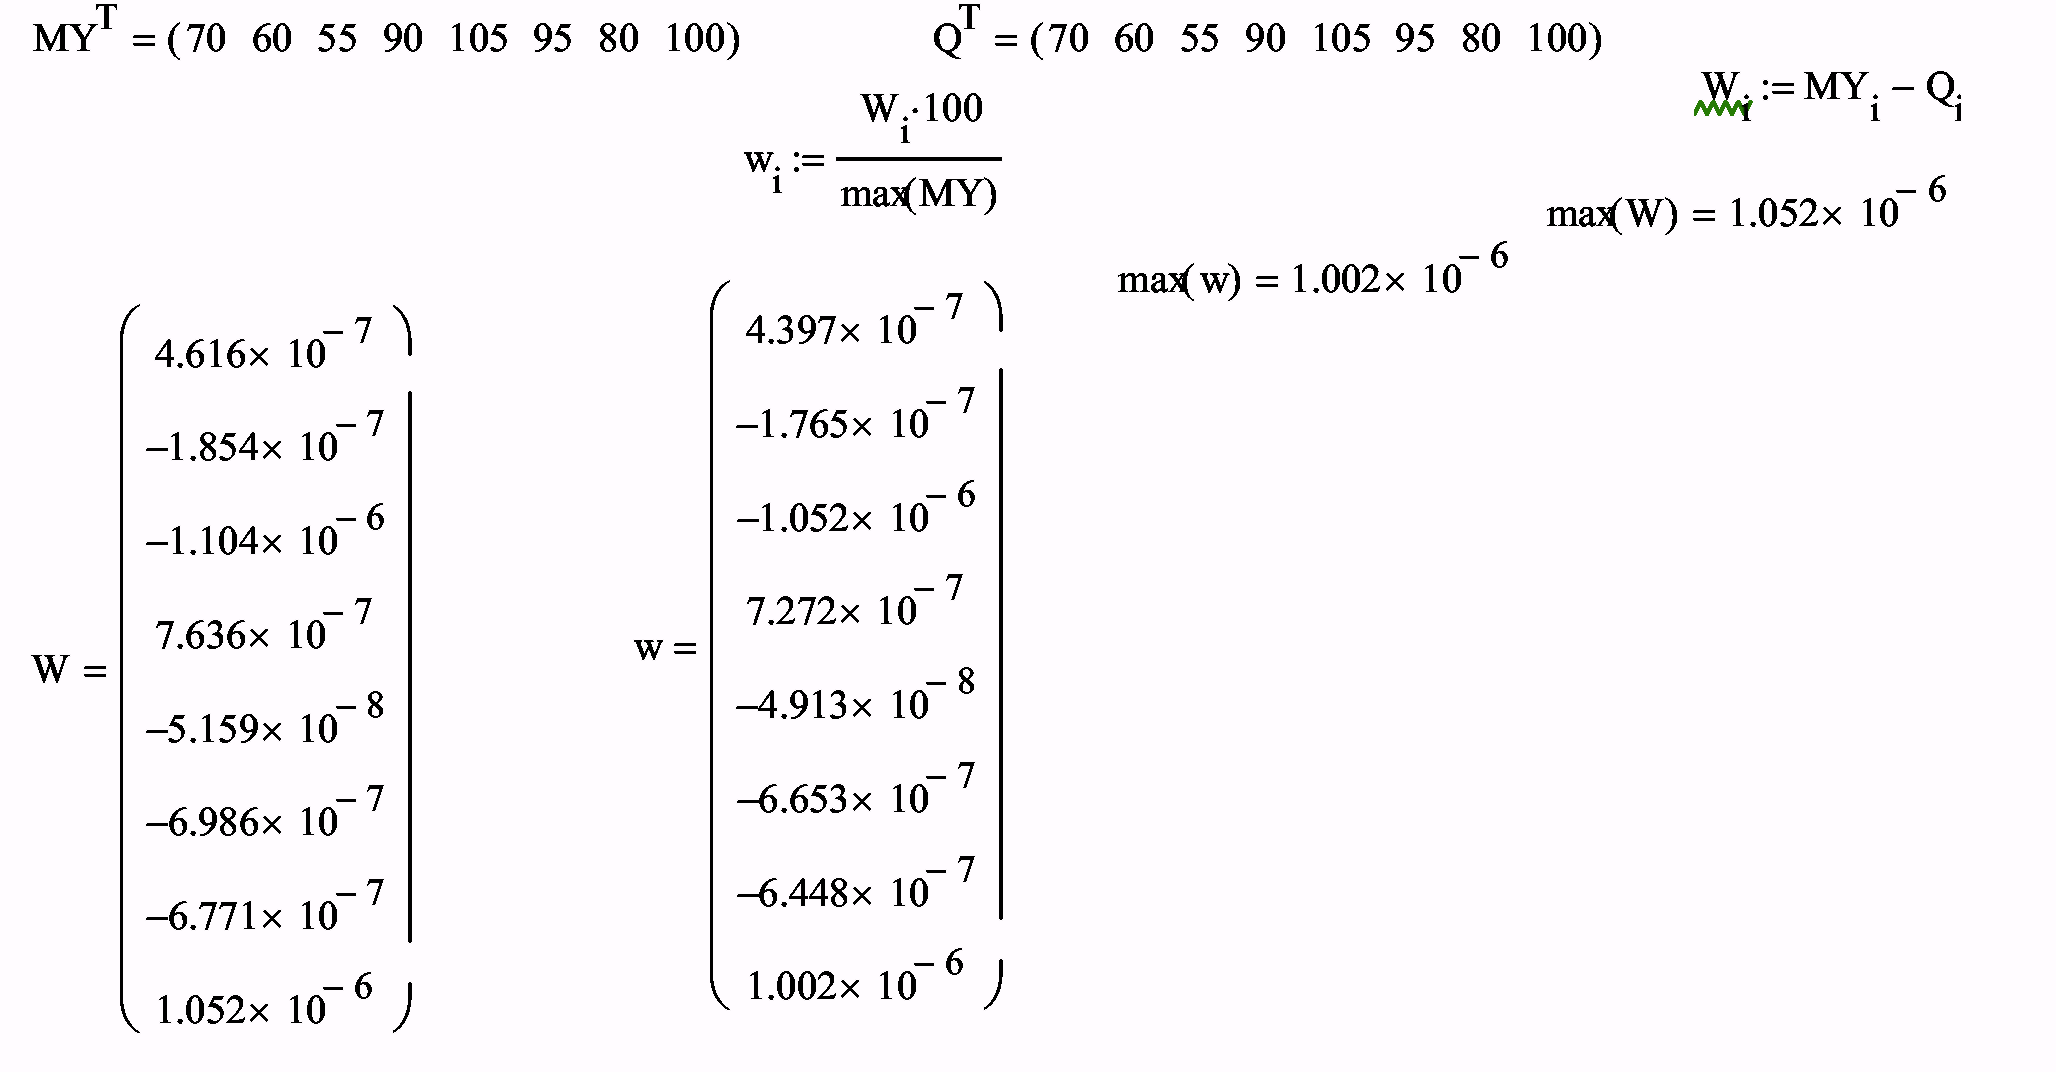 MY^T = (70 60 55 90 105 95 80 100)
Q^T = (70 60 55 90 105 95 80 100)
W_i := MY_i − Q_i
w_i := W_i·100 / max(MY)
max(W) = 1.052 × 10^−6
max(w) = 1.002 × 10^−6
W =
4.616 × 10^−7
−1.854 × 10^−7
−1.104 × 10^−6
7.636 × 10^−7
−5.159 × 10^−8
−6.986 × 10^−7
−6.771 × 10^−7
1.052 × 10^−6
w =
4.397 × 10^−7
−1.765 × 10^−7
−1.052 × 10^−6
7.272 × 10^−7
−4.913 × 10^−8
−6.653 × 10^−7
−6.448 × 10^−7
1.002 × 10^−6